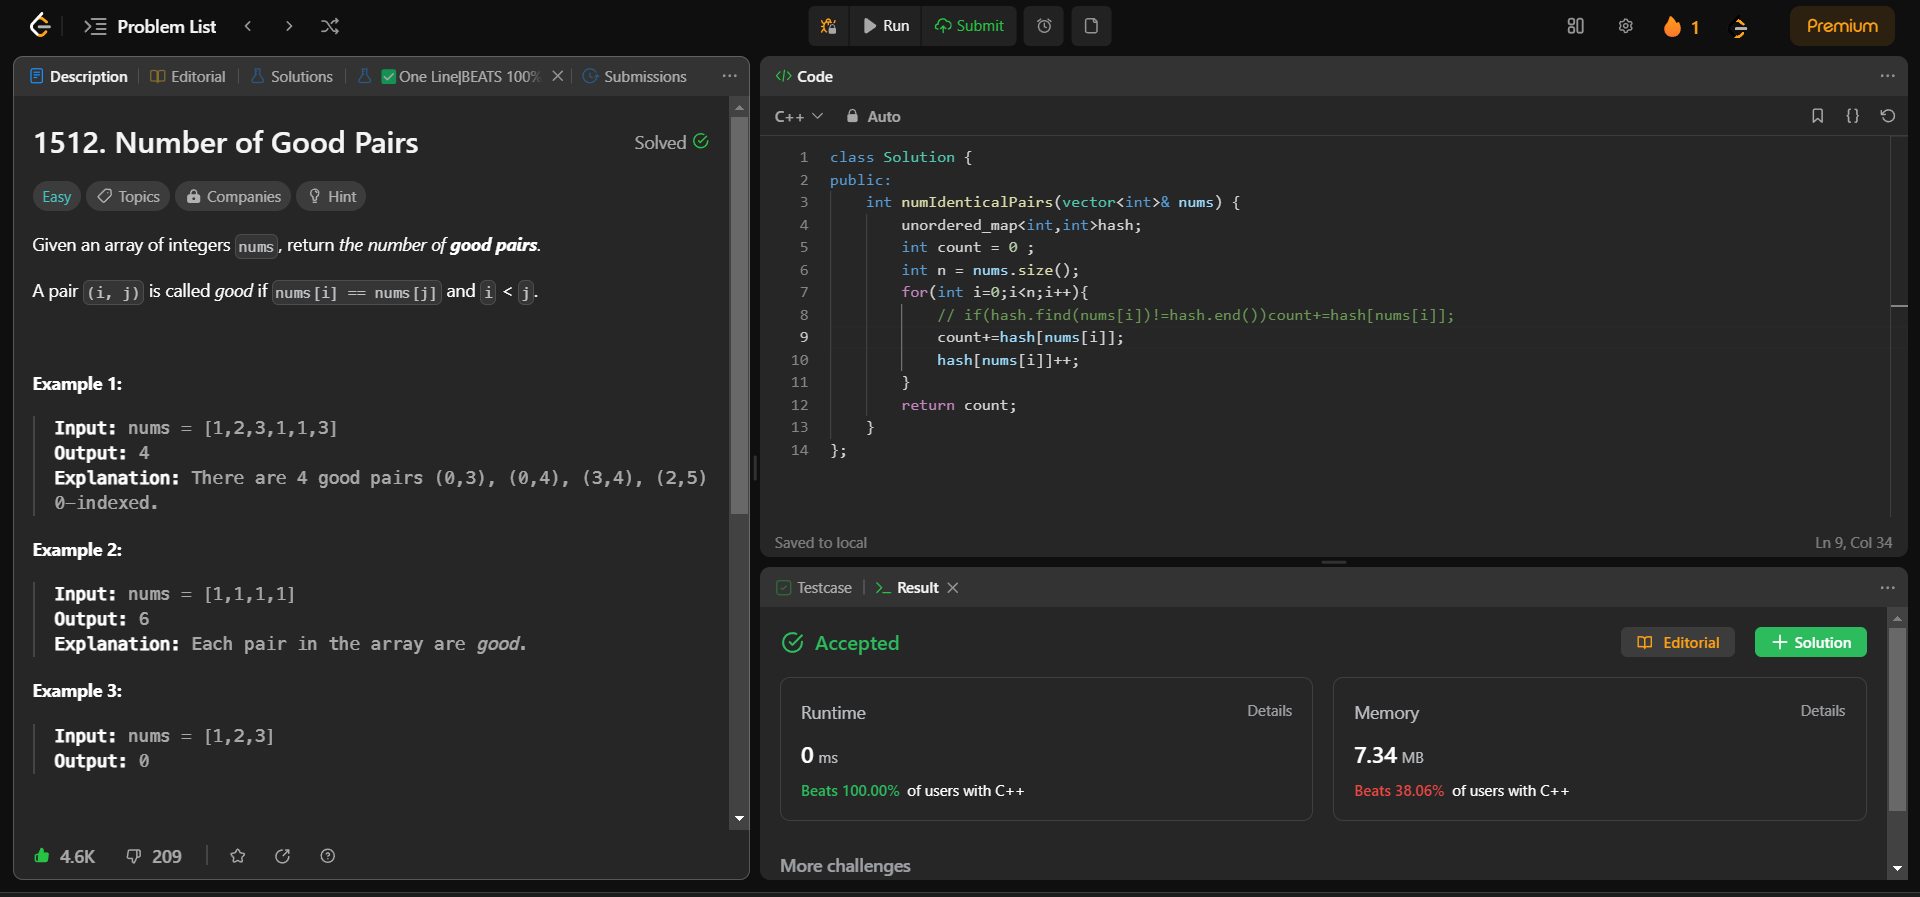 Problem List
Run
Submit
1
Premium
Description
Editorial
Solutions
One Line|BEATS 100%
Submissions
1512. Number of Good Pairs
Solved
Easy
Topics
Companies
Hint
Given an array of integers nums, return the number of good pairs.
A pair (i, j) is called good if nums[i] == nums[j] and i < j.
Example 1:
Input: nums = [1,2,3,1,1,3]
Output: 4
Explanation: There are 4 good pairs (0,3), (0,4), (3,4), (2,5)
0-indexed.
Example 2:
Input: nums = [1,1,1,1]
Output: 6
Explanation: Each pair in the array are good.
Example 3:
Input: nums = [1,2,3]
Output: 0
4.6K
209
</> Code
C++
Auto
1 class Solution {
2 public:
3 int numIdenticalPairs(vector<int>& nums) {
4 unordered_map<int,int>hash;
5 int count = 0 ;
6 int n = nums.size();
7 for(int i=0;i<n;i++){
8 // if(hash.find(nums[i])!=hash.end())count+=hash[nums[i]];
9 count+=hash[nums[i]];
10 hash[nums[i]]++;
11 }
12 return count;
13 }
14 };
Saved to local
Ln 9, Col 34
Testcase
>_ Result
Accepted
Editorial
+ Solution
Runtime
Details
0 ms
Beats 100.00% of users with C++
Memory
Details
7.34 MB
Beats 38.06% of users with C++
More challenges